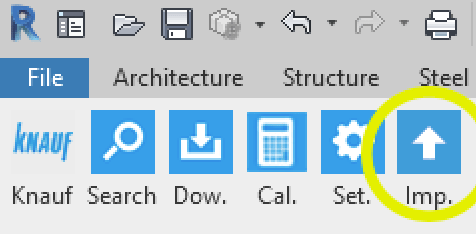 File Architecture Structure Steel
KNAUF
Knauf Search Dow. Cal. Set. Imp.